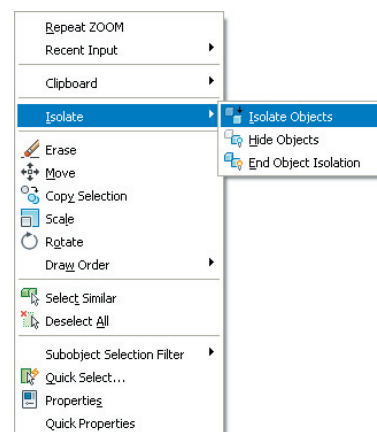 Repeat ZOOM
Recent Input
Clipboard
Isolate
Isolate Objects
Hide Objects
End Object Isolation
Erase
Move
Copy Selection
Scale
Rotate
Draw Order
Select Similar
Deselect All
Subobject Selection Filter
Quick Select...
Properties
Quick Properties